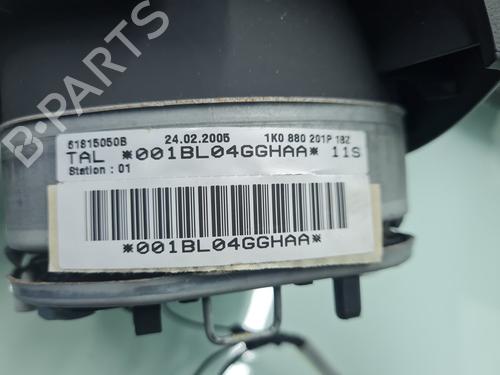 B-PARTS
61815050B 24.02.2005 1K0 880 201P 1BZ
TAL *001BL04GGHAA* 11S
Station : 01
*001BL04GGHAA*